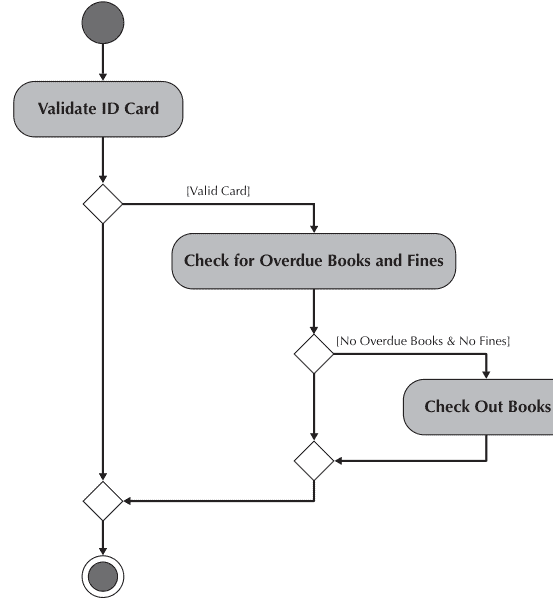 Validate ID Card
[Valid Card]
Check for Overdue Books and Fines
[No Overdue Books & No Fines]
Check Out Books